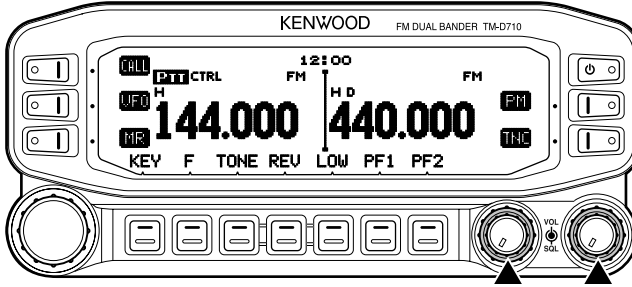 KENWOOD FM DUAL BANDER TM-D710
12:00
CALL PTT CTRL FM FM
VFO H H D PM
144.000 440.000
MR TNC
KEY F TONE REV LOW PF1 PF2
VOL
SQL